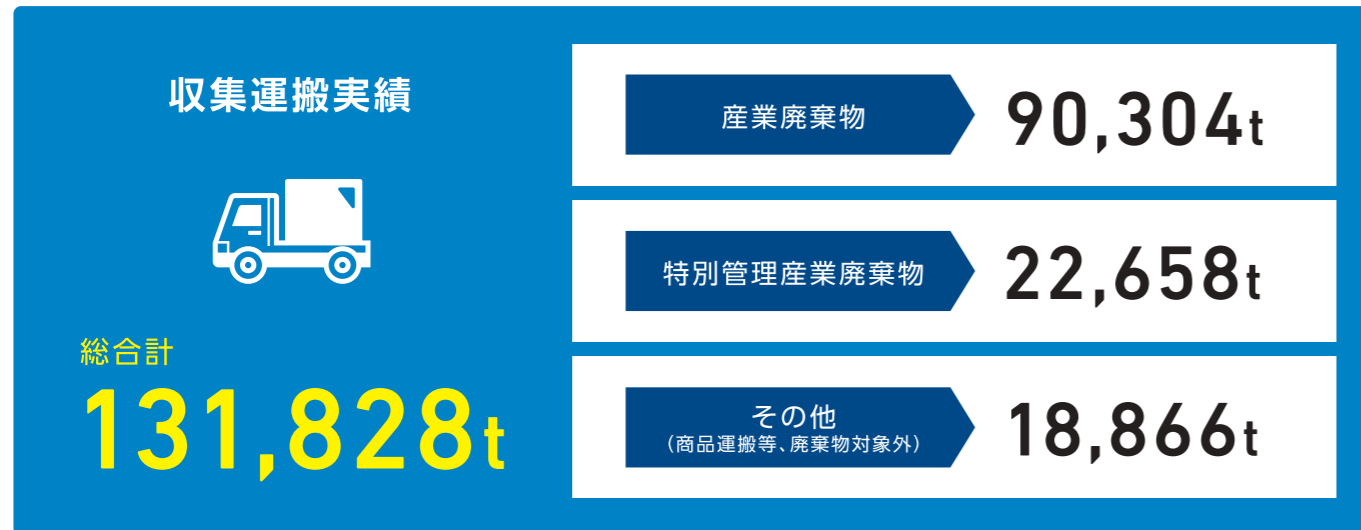 収集運搬実績
総合計
131,828t
産業廃棄物
90,304t
特別管理産業廃棄物
22,658t
その他
（商品運搬等、廃棄物対象外）
18,866t